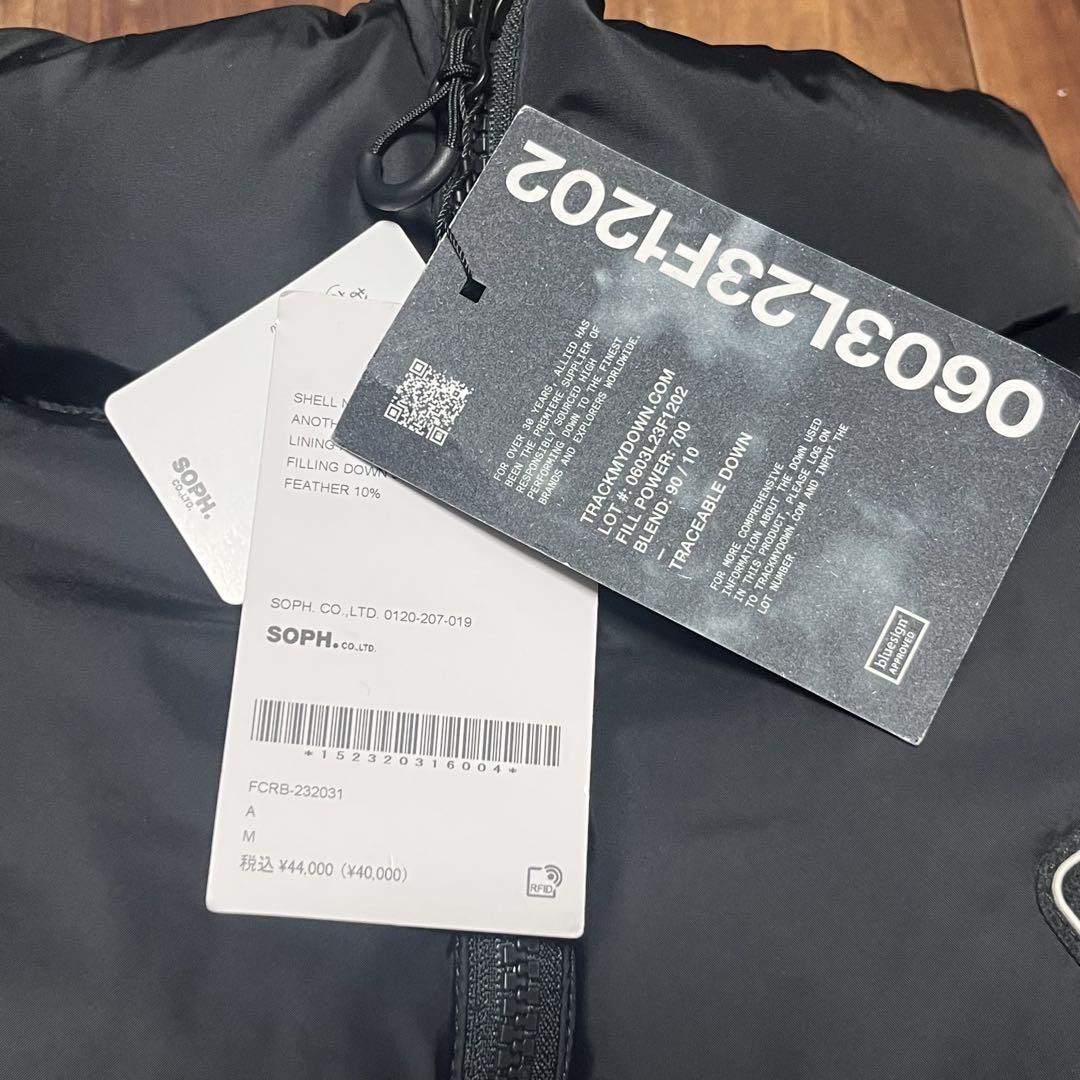 0603L23F1202
FOR OVER 30 YEARS, ALLIED HAS
BEEN THE PREMIERE SUPPLIER OF
RESPONSIBLY SOURCED HIGH
PERFORMING DOWN TO THE FINEST
BRANDS AND EXPLORERS WORLDWIDE.
TRACKMYDOWN.COM
LOT #: 0603L23F1202
FILL POWER: 700
BLEND: 90 / 10
—
TRACEABLE DOWN
FOR MORE COMPREHENSIVE
INFORMATION ABOUT THE DOWN USED
IN THIS PRODUCT, PLEASE LOG ON
TO TRACKMYDOWN.COM AND INPUT THE
LOT NUMBER.
bluesign®
APPROVED
SOPH.
CO.,LTD.
SHELL
LINING
FILLING DOWN
FEATHER 10%
SOPH. CO.,LTD. 0120-207-019
SOPH. CO.,LTD.
*152320316004*
FCRB-232031
A
M
税込 ¥44,000 (¥40,000)
RFID